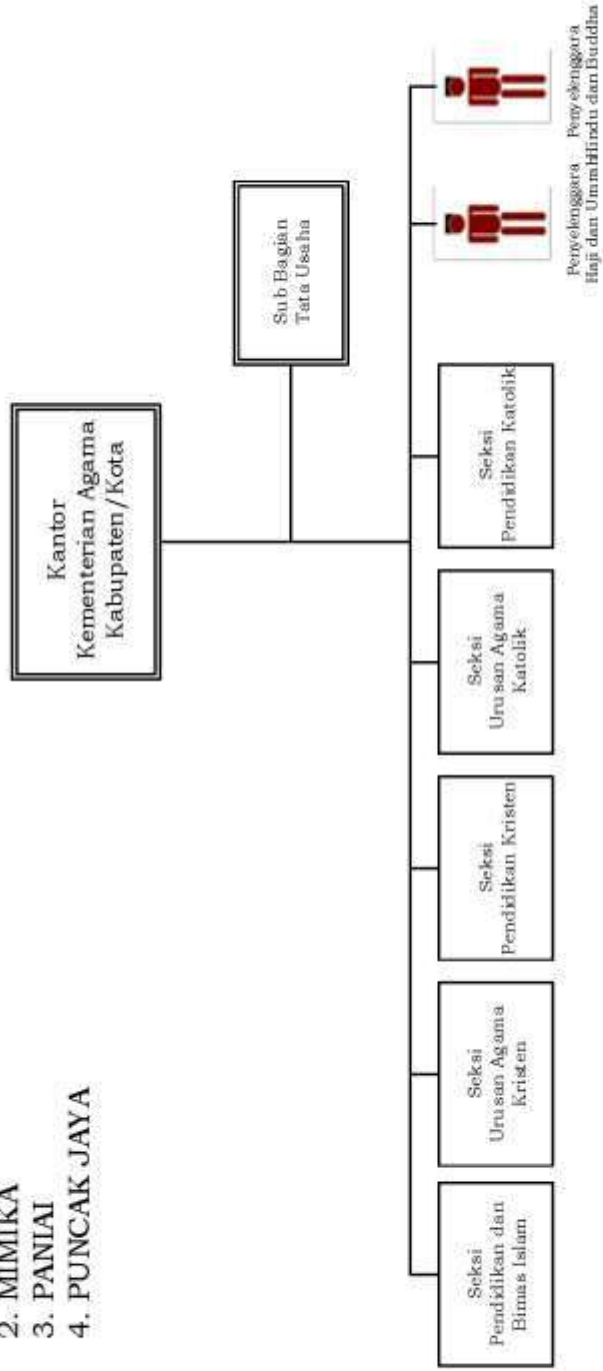 2. MIMIKA
3. PANIAI
4. PUNCAK JAYA
Kantor
Kementerian Agama
Kabupaten/Kota
Sub Bagian
Tata Usaha
Seksi
Pendidikan dan
Bimas Islam
Seksi
Urusan Agama
Kristen
Seksi
Pendidikan Kristen
Seksi
Urusan Agama
Katolik
Seksi
Pendidikan Katolik
Penyelenggara
Haji dan Umrah
Penyelenggara
Hindu dan Buddha